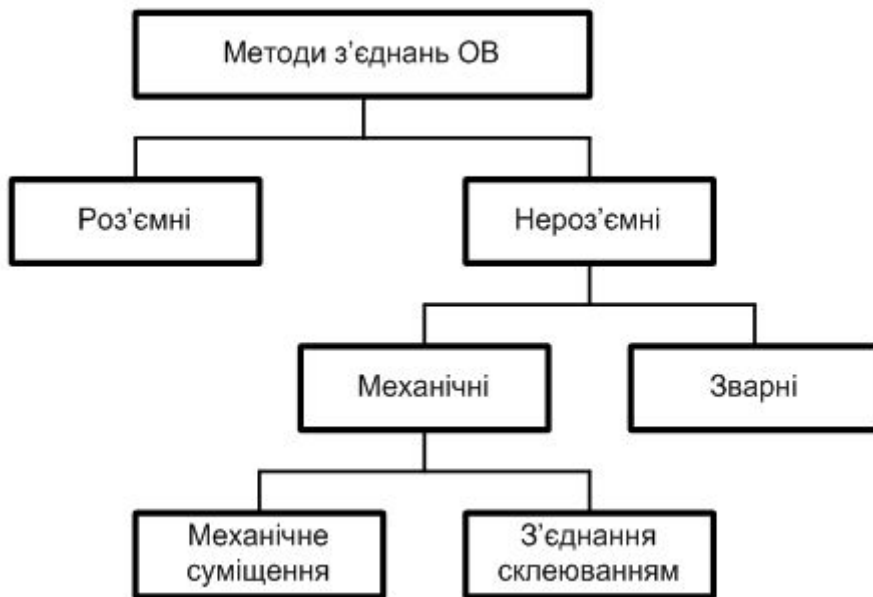 Методи з’єднань ОВ
Роз’ємні
Нероз’ємні
Механічні
Зварні
Механічне
суміщення
З’єднання
склеюванням